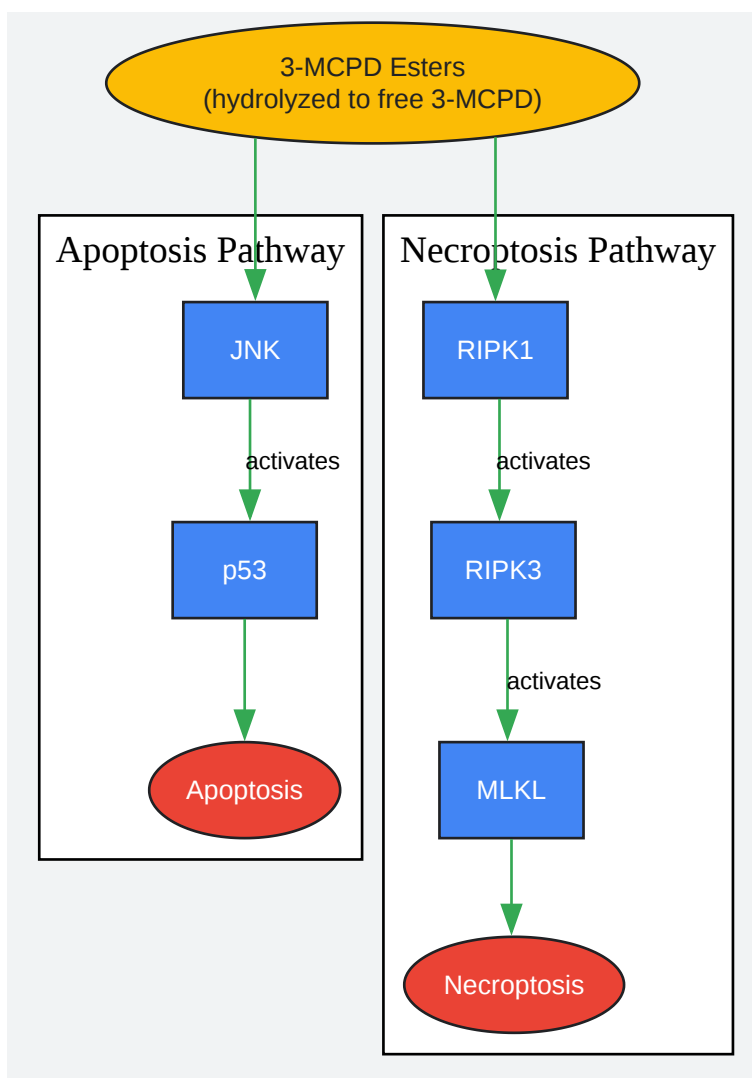 3-MCPD Esters
(hydrolyzed to free 3-MCPD)
Apoptosis Pathway
JNK
activates
p53
Apoptosis
Necroptosis Pathway
RIPK1
activates
RIPK3
activates
MLKL
Necroptosis